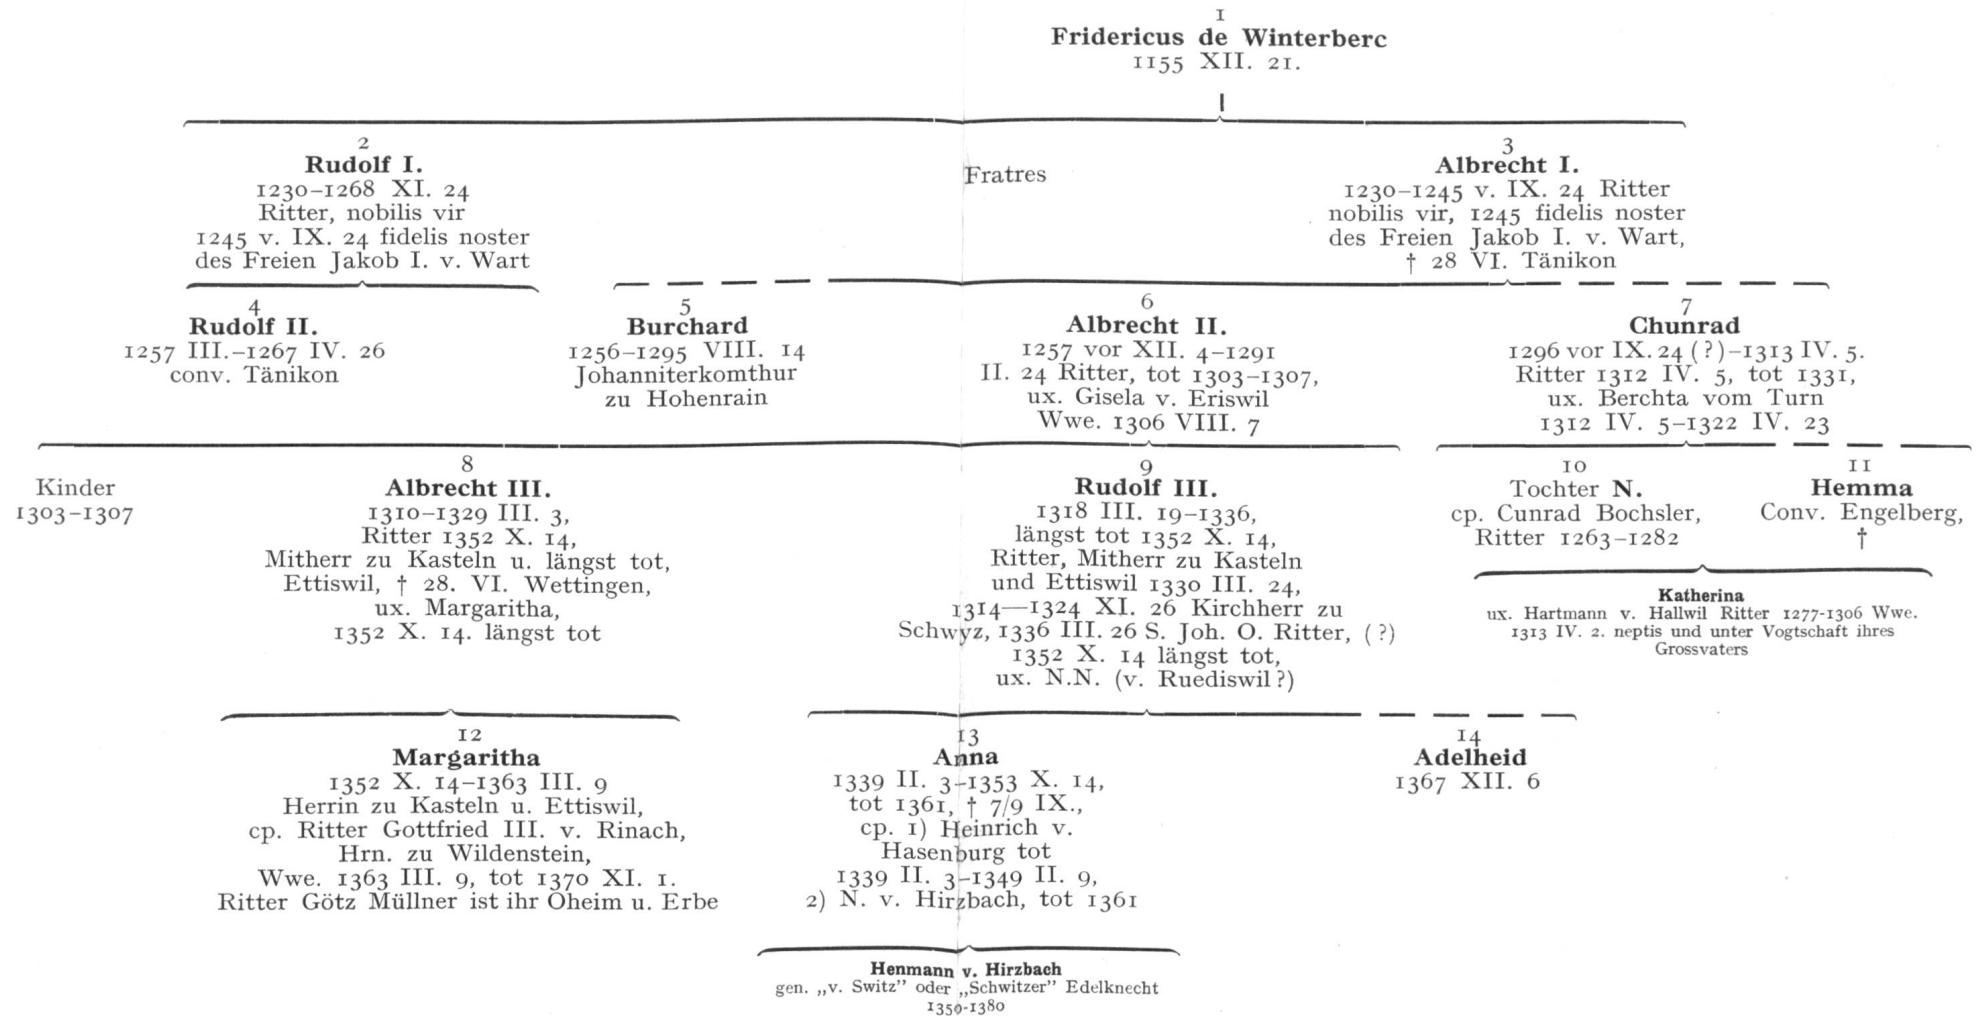 1
Fridericus de Winterberc
1155 XII. 21.
2
Rudolf I.
1230–1268 XI. 24
Ritter, nobilis vir
1245 v. IX. 24 fidelis noster
des Freien Jakob I. v. Wart
Fratres
3
Albrecht I.
1230–1245 v. IX. 24 Ritter
nobilis vir, 1245 fidelis noster
des Freien Jakob I. v. Wart,
† 28 VI. Tänikon
4
Rudolf II.
1257 III.–1267 IV. 26
conv. Tänikon
5
Burchard
1256–1295 VIII. 14
Johanniterkomthur
zu Hohenrain
6
Albrecht II.
1257 vor XII. 4–1291
II. 24 Ritter, tot 1303–1307,
ux. Gisela v. Eriswil
Wwe. 1306 VIII. 7
7
Chunrad
1296 vor IX. 24 (?)–1313 IV. 5.
Ritter 1312 IV. 5, tot 1331,
ux. Berchta vom Turn
1312 IV. 5–1322 IV. 23
Kinder
1303–1307
8
Albrecht III.
1310–1329 III. 3,
Ritter 1352 X. 14,
Mitherr zu Kasteln u. längst tot,
Ettiswil, † 28. VI. Wettingen,
ux. Margaritha,
1352 X. 14. längst tot
9
Rudolf III.
1318 III. 19–1336,
längst tot 1352 X. 14,
Ritter, Mitherr zu Kasteln
und Ettiswil 1330 III. 24,
1314—1324 XI. 26 Kirchherr zu
Schwyz, 1336 III. 26 S. Joh. O. Ritter, (?)
1352 X. 14 längst tot,
ux. N.N. (v. Ruediswil?)
10
Tochter N.
cp. Cunrad Bochsler,
Ritter 1263–1282
11
Hemma
Conv. Engelberg,
†
Katherina
ux. Hartmann v. Hallwil Ritter 1277-1306 Wwe.
1313 IV. 2. neptis und unter Vogtschaft ihres
Grossvaters
12
Margaritha
1352 X. 14–1363 III. 9
Herrin zu Kasteln u. Ettiswil,
cp. Ritter Gottfried III. v. Rinach,
Hrn. zu Wildenstein,
Wwe. 1363 III. 9, tot 1370 XI. 1.
Ritter Götz Müllner ist ihr Oheim u. Erbe
13
Anna
1339 II. 3–1353 X. 14,
tot 1361, † 7/9 IX.,
cp. 1) Heinrich v.
Hasenburg tot
1339 II. 3–1349 II. 9,
2) N. v. Hirzbach, tot 1361
14
Adelheid
1367 XII. 6
Henmann v. Hirzbach
gen. „v. Switz” oder „Schwitzer” Edelknecht
1350-1380